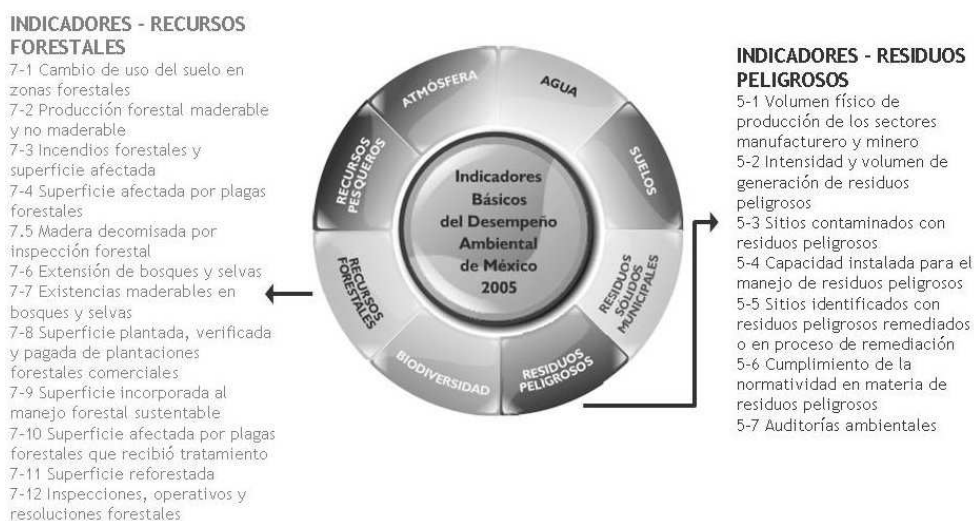 INDICADORES - RECURSOS
FORESTALES
7-1 Cambio de uso del suelo en
zonas forestales
7-2 Producción forestal maderable
y no maderable
7-3 Incendios forestales y
superficie afectada
7-4 Superficie afectada por plagas
forestales
7.5 Madera decomisada por
inspección forestal
7-6 Extensión de bosques y selvas
7-7 Existencias maderables en
bosques y selvas
7-8 Superficie plantada, verificada
y pagada de plantaciones
forestales comerciales
7-9 Superficie incorporada al
manejo forestal sustentable
7-10 Superficie afectada por plagas
forestales que recibió tratamiento
7-11 Superficie reforestada
7-12 Inspecciones, operativos y
resoluciones forestales
ATMÓSFERA
AGUA
SUELOS
RESIDUOS
SÓLIDOS
MUNICIPALES
RESIDUOS
PELIGROSOS
BIODIVERSIDAD
RECURSOS
FORESTALES
RECURSOS
PESQUEROS
Indicadores
Básicos
del Desempeño
Ambiental
de México
2005
INDICADORES - RESIDUOS
PELIGROSOS
5-1 Volumen físico de
producción de los sectores
manufacturero y minero
5-2 Intensidad y volumen de
generación de residuos
peligrosos
5-3 Sitios contaminados con
residuos peligrosos
5-4 Capacidad instalada para el
manejo de residuos peligrosos
5-5 Sitios identificados con
residuos peligrosos remediados
o en proceso de remediación
5-6 Cumplimiento de la
normatividad en materia de
residuos peligrosos
5-7 Auditorías ambientales